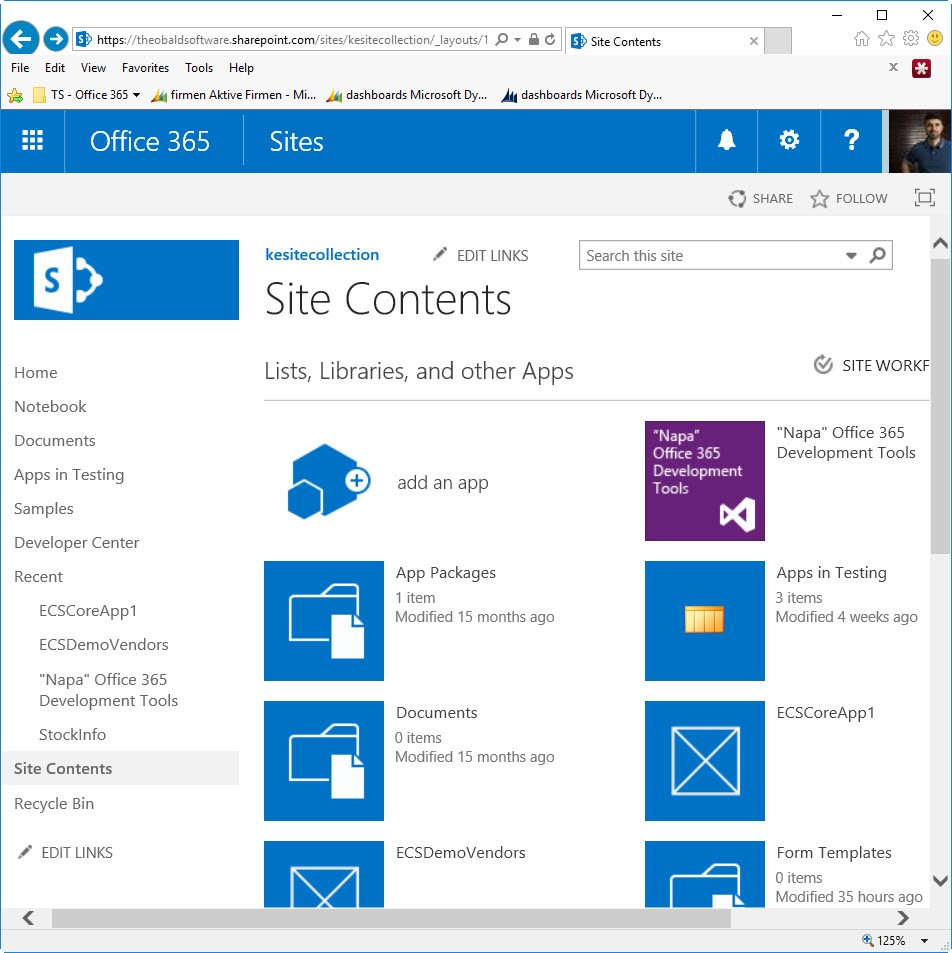 https://theobaldsoftware.sharepoint.com/sites/kesitecollection/_layouts/1
Site Contents
File Edit View Favorites Tools Help
TS - Office 365
firmen Aktive Firmen - Mi...
dashboards Microsoft Dy...
dashboards Microsoft Dy...
Office 365
Sites
?
SHARE
FOLLOW
S
kesitecollection
EDIT LINKS
Search this site
Site Contents
Home
Notebook
Documents
Apps in Testing
Samples
Developer Center
Recent
ECSCoreApp1
ECSDemoVendors
"Napa" Office 365
Development Tools
StockInfo
Site Contents
Recycle Bin
EDIT LINKS
Lists, Libraries, and other Apps
SITE WORKF
add an app
"Napa"
Office 365
Development
Tools
"Napa" Office 365
Development Tools
App Packages
1 item
Modified 15 months ago
Apps in Testing
3 items
Modified 4 weeks ago
Documents
0 items
Modified 15 months ago
ECSCoreApp1
ECSDemoVendors
Form Templates
0 items
Modified 35 hours ago
125%